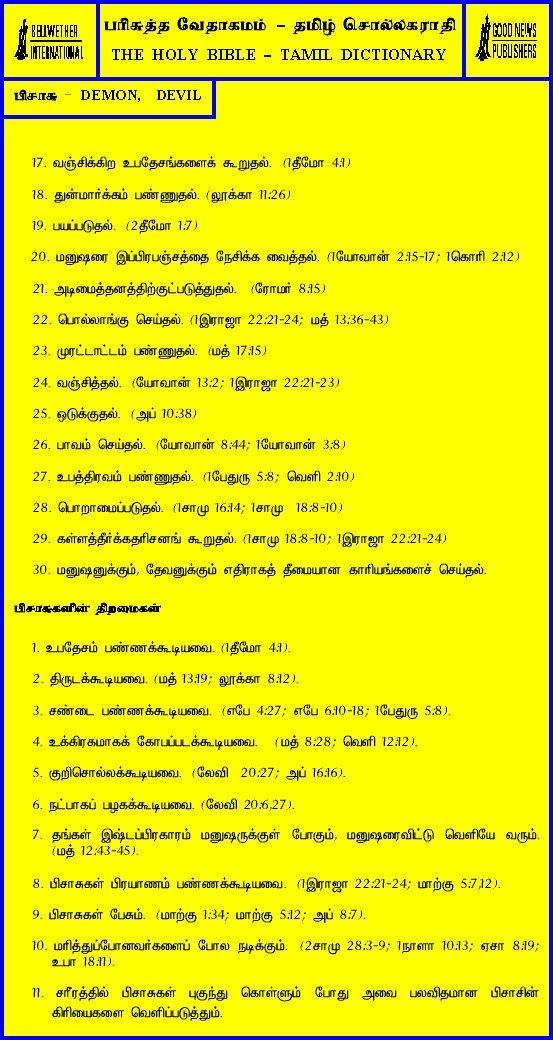 BELLWETHER
INTERNATIONAL
பரிசுத்த வேதாகமம் - தமிழ் சொல்லகராதி
THE HOLY BIBLE - TAMIL DICTIONARY
GOOD NEWS
PUBLISHERS
பிசாசு - DEMON, DEVIL
17. வஞ்சிக்கிற உபதேசங்களைக் கூறுதல். (1தீமோ 4:1)
18. துன்மார்க்கம் பண்ணுதல். (லூக்கா 11:26)
19. பயப்படுதல். (2தீமோ 1:7)
20. மனுஷரை இப்பிரபஞ்சத்தை நேசிக்க வைத்தல். (1யோவான் 2:15-17; 1கொரி 2:12)
21. அடிமைத்தனத்திற்குட்படுத்துதல். (ரோமர் 8:15)
22. பொல்லாங்கு செய்தல். (1இராஜா 22:21-24; மத் 13:36-43)
23. முரட்டாட்டம் பண்ணுதல். (மத் 17:15)
24. வஞ்சித்தல். (யோவான் 13:2; 1இராஜா 22:21-23)
25. ஒடுக்குதல். (அப் 10:38)
26. பாவம் செய்தல். (யோவான் 8:44; 1யோவான் 3:8)
27. உபத்திரவம் பண்ணுதல். (1பேதுரு 5:8; வெளி 2:10)
28. பொறாமைப்படுதல். (1சாமு 16:14; 1சாமு 18:8-10)
29. கள்ளத்தீர்க்கதரிசனங் கூறுதல். (1சாமு 18:8-10; 1இராஜா 22:21-24)
30. மனுஷனுக்கும், தேவனுக்கும் எதிராகத் தீமையான காரியங்களைச் செய்தல்.
பிசாசுகளின் திறமைகள்
1. உபதேசம் பண்ணக்கூடியவை. (1தீமோ 4:1).
2. திருடக்கூடியவை. (மத் 13:19; லூக்கா 8:12).
3. சண்டை பண்ணக்கூடியவை. (எபே 4:27; எபே 6:10-18; 1பேதுரு 5:8).
4. உக்கிரகமாகக் கோபப்படக்கூடியவை. (மத் 8:28; வெளி 12:12).
5. குறிசொல்லக்கூடியவை. (லேவி 20:27; அப் 16:16).
6. நட்பாகப் பழகக்கூடியவை. (லேவி 20:6,27).
7. தங்கள் இஷ்டப்பிரகாரம் மனுஷருக்குள் போகும், மனுஷரைவிட்டு வெளியே வரும்.
(மத் 12:43-45).
8. பிசாசுகள் பிரயாணம் பண்ணக்கூடியவை. (1இராஜா 22:21-24; மாற்கு 5:7,12).
9. பிசாசுகள் பேசும். (மாற்கு 1:34; மாற்கு 5:12; அப் 8:7).
10. மரித்துப்போனவர்களைப் போல நடிக்கும். (2சாமு 28:3-9; 1நாளா 10:13; ஏசா 8:19;
உபா 18:11).
11. சரீரத்தில் பிசாசுகள் புகுந்து கொள்ளும் போது அவை பலவிதமான பிசாசின்
கிரியைகளை வெளிப்படுத்தும்.